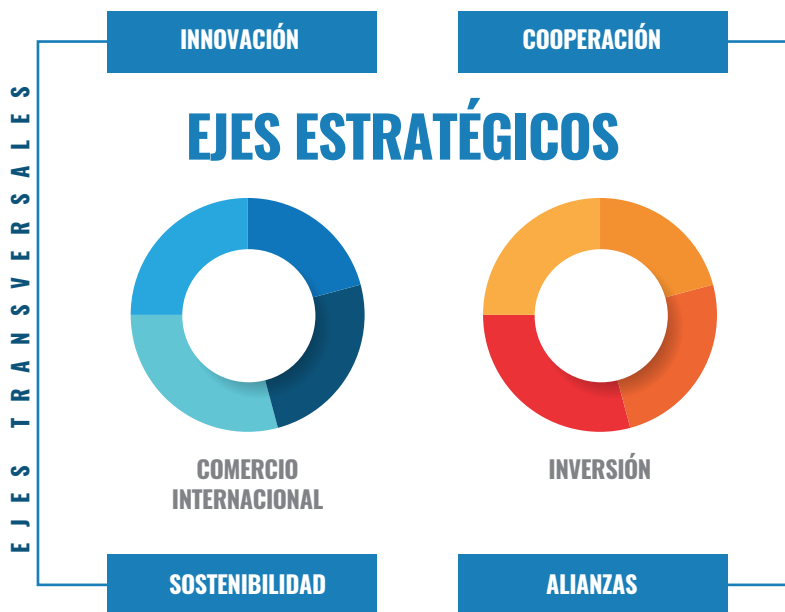 INNOVACIÓN
COOPERACIÓN
EJES TRANSVERSALES
EJES ESTRATÉGICOS
COMERCIO
INTERNACIONAL
INVERSIÓN
SOSTENIBILIDAD
ALIANZAS